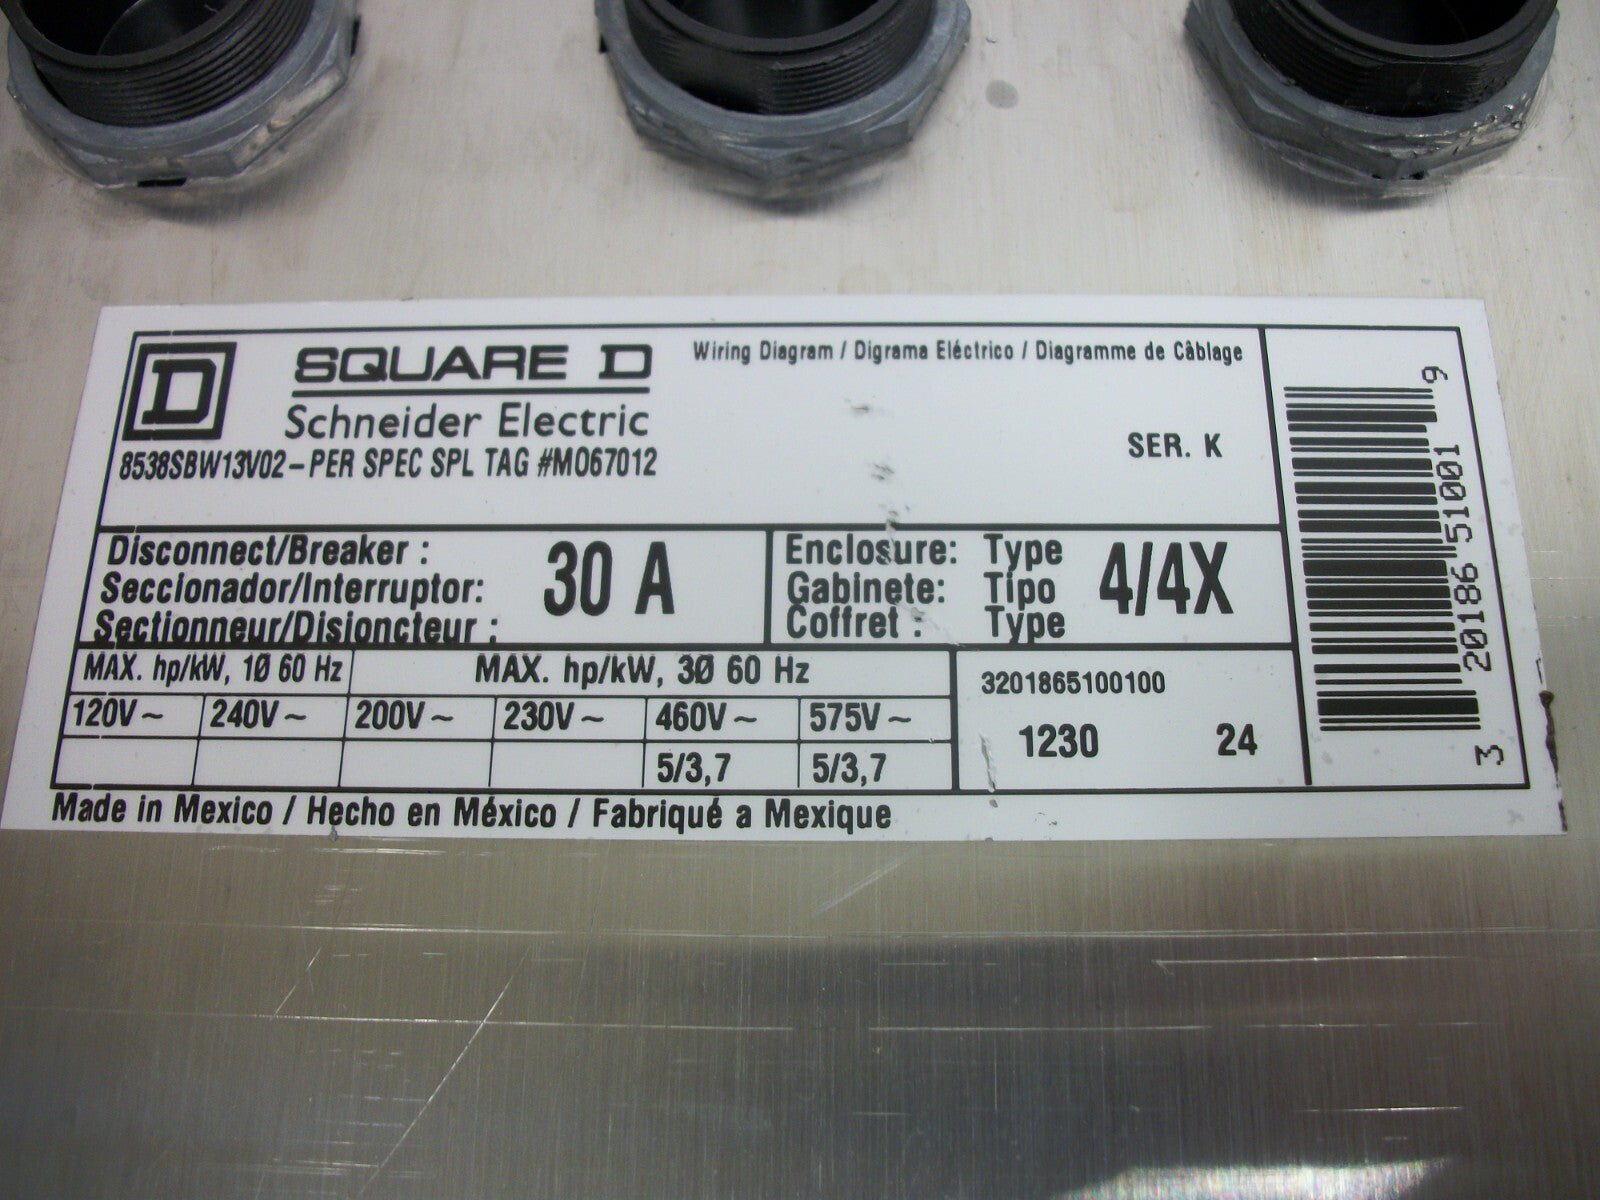 D
SQUARE D
Schneider Electric
Wiring Diagram / Digrama Eléctrico / Diagramme de Câblage
8538SBW13V02-PER SPEC SPL TAG #MO67012
SER. K
Disconnect/Breaker :
Seccionador/Interruptor:
Sectionneur/Disjoncteur :
30 A
Enclosure: Type
Gabinete: Tipo
Coffret : Type
4/4X
MAX. hp/kW, 1Ø 60 Hz
MAX. hp/kW, 3Ø 60 Hz
120V~ 240V~ 200V~ 230V~ 460V~ 575V~
5/3,7 5/3,7
3201865100100
1230 24
Made in Mexico / Hecho en México / Fabriqué a Mexique
3 20186 51001 9